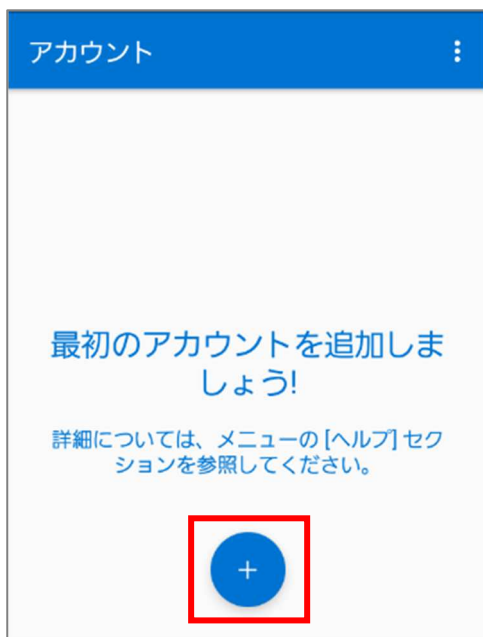 アカウント
最初のアカウントを追加しま
しょう!
詳細については、メニューの [ヘルプ] セク
ションを参照してください。
+